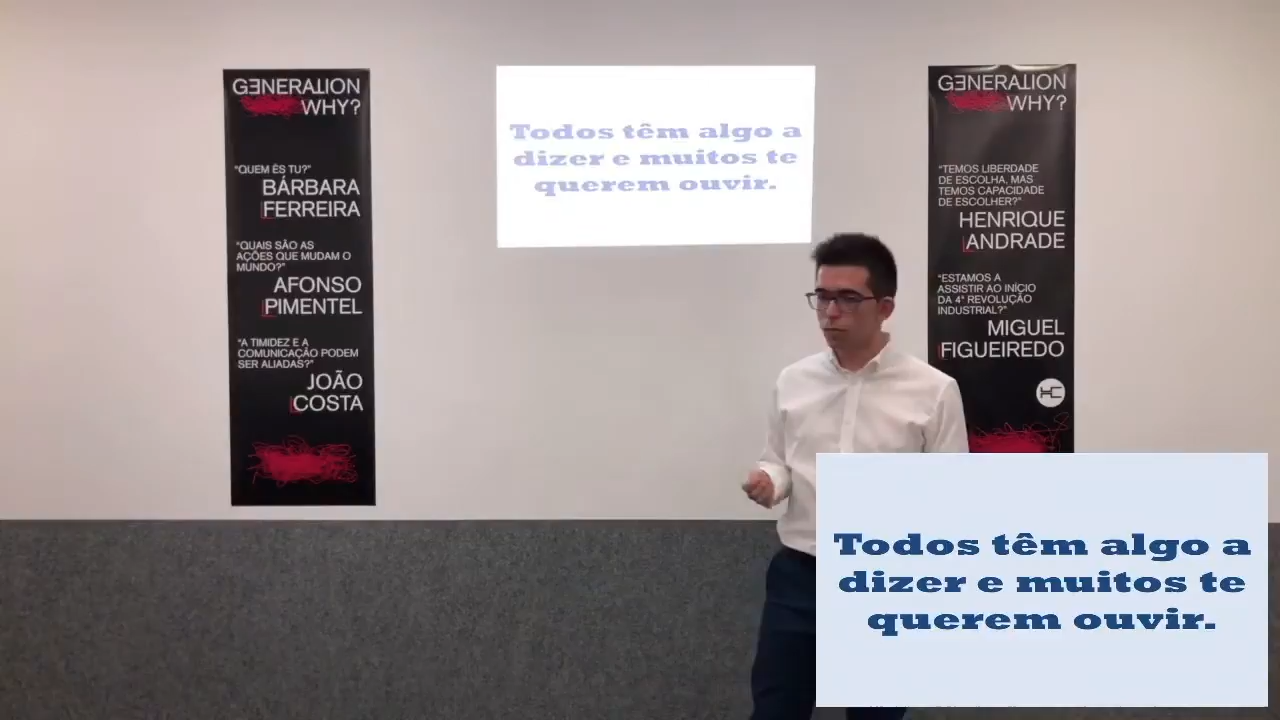 GENERATION
WHY?
"QUEM ÉS TU?"
BÁRBARA
FERREIRA
"QUAIS SÃO AS
AÇÕES QUE MUDAM O
MUNDO?"
AFONSO
PIMENTEL
"A TIMIDEZ E A
COMUNICAÇÃO PODEM
SER ALIADAS?"
JOÃO
COSTA
Todos têm algo a
dizer e muitos te
querem ouvir.
GENERATION
WHY?
"TEMOS LIBERDADE
DE ESCOLHA, MAS
TEMOS CAPACIDADE
DE ESCOLHER?"
HENRIQUE
ANDRADE
"ESTAMOS A
ASSISTIR AO INÍCIO
DA 4ª REVOLUÇÃO
INDUSTRIAL?"
MIGUEL
FIGUEIREDO
Todos têm algo a
dizer e muitos te
querem ouvir.